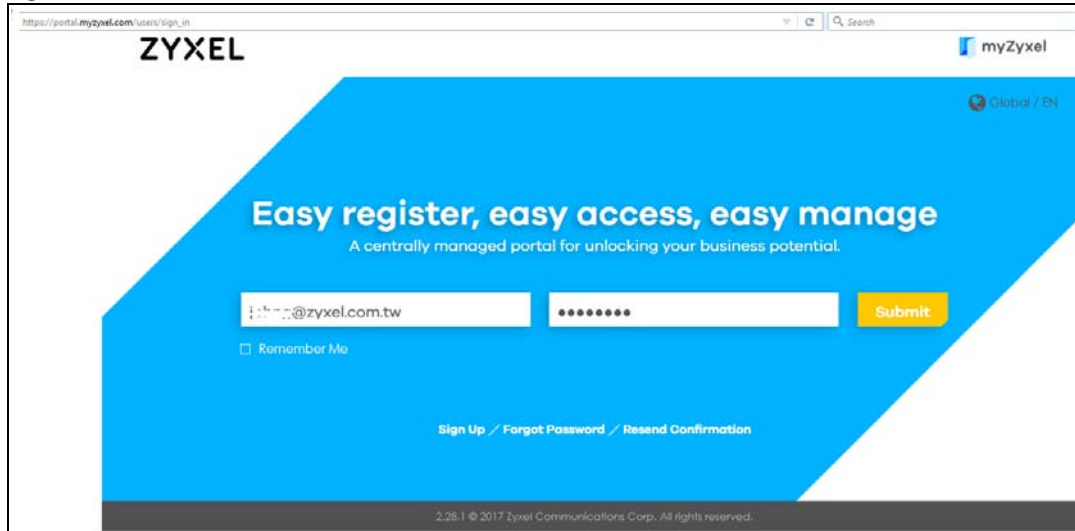 https://portal.myzyxel.com/users/sign_in Search
ZYXEL myZyxel
Global / EN
Easy register, easy access, easy manage
A centrally managed portal for unlocking your business potential.
@zyxel.com.tw •••••••• Submit
Remember Me
Sign Up / Forgot Password / Resend Confirmation
2.28.1 © 2017 Zyxel Communications Corp. All rights reserved.